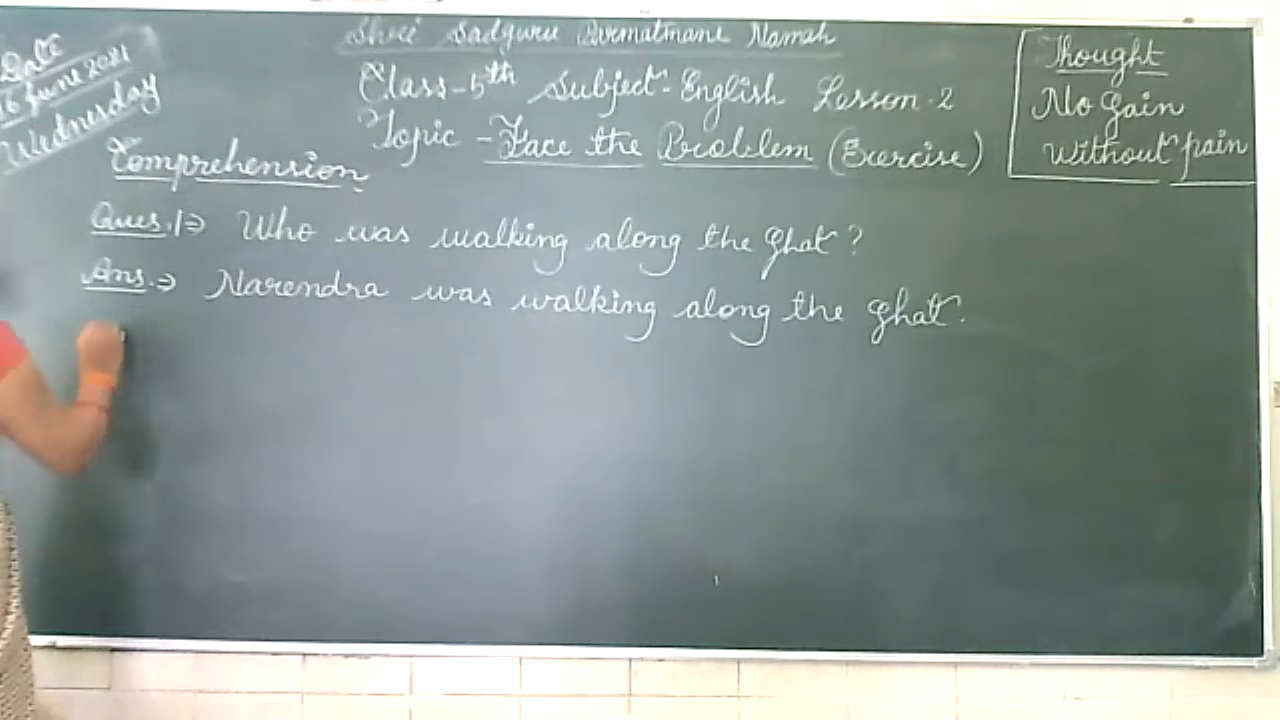 Date
16 June 2021
Wednesday
Shree Sadguru Parmatmane Namah
Class-5th Subject-English Lesson-2
Topic - Face the Problem (Exercise)
Thought
No Gain
Without pain
Comprehension
Ques.1⇒ Who was walking along the ghat?
Ans.⇒ Narendra was walking along the ghat.